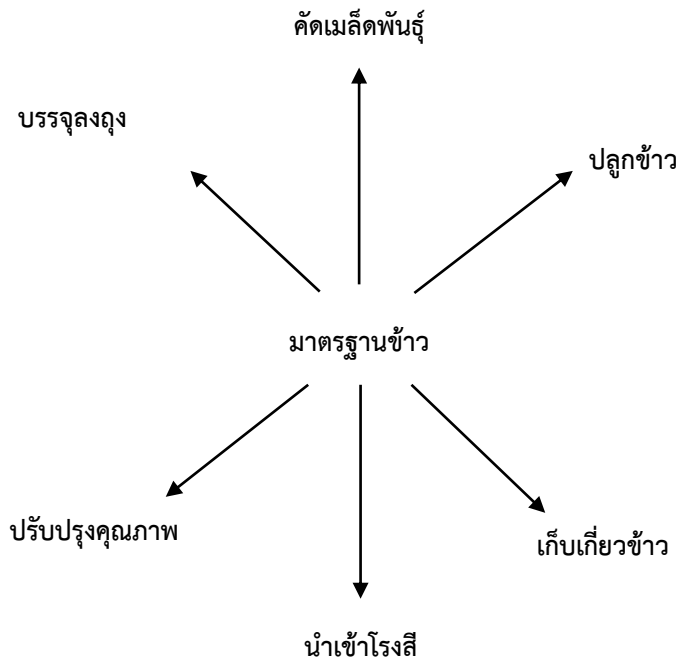 คัดเมล็ดพันธุ์
บรรจุลงถุง
ปลูกข้าว
มาตรฐานข้าว
ปรับปรุงคุณภาพ
เก็บเกี่ยวข้าว
นำเข้าโรงสี